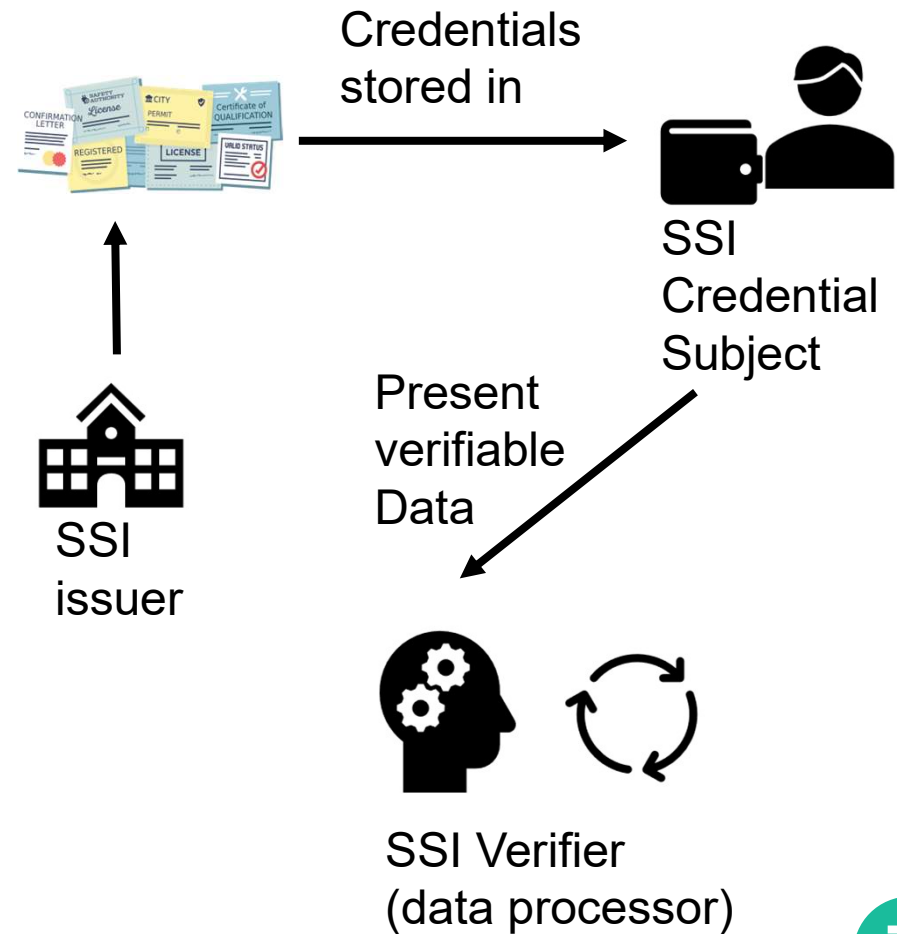 Credentials
stored in
SAFETY
AUTHORITY
License
CITY
PERMIT
Certificate of
QUALIFICATION
CONFIRMATION
LETTER
REGISTERED
LICENSE
VALID STATUS
SSI
Credential
Subject
Present
verifiable
Data
SSI
issuer
SSI Verifier
(data processor)